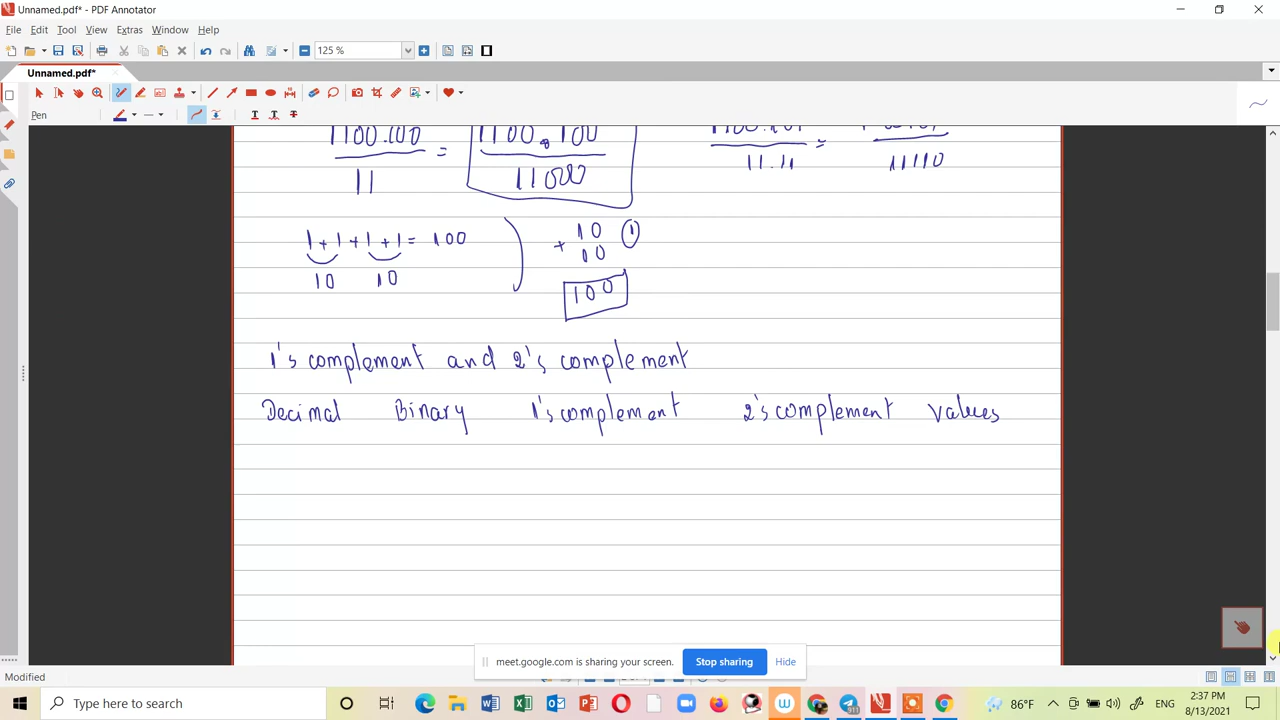 Unnamed.pdf* - PDF Annotator
File Edit Tool View Extras Window Help
125 %
Unnamed.pdf*
Pen
1100.100 / 11 = 1100.100 / 11000
11.11 = 11110
1 + 1 + 1 + 1 = 100
10 10
10 ①
+ 10
100
1's complement and 2's complement
Decimal Binary 1's complement 2's complement values
meet.google.com is sharing your screen. Stop sharing Hide
Modified
Type here to search
86°F ENG 2:37 PM
8/13/2021